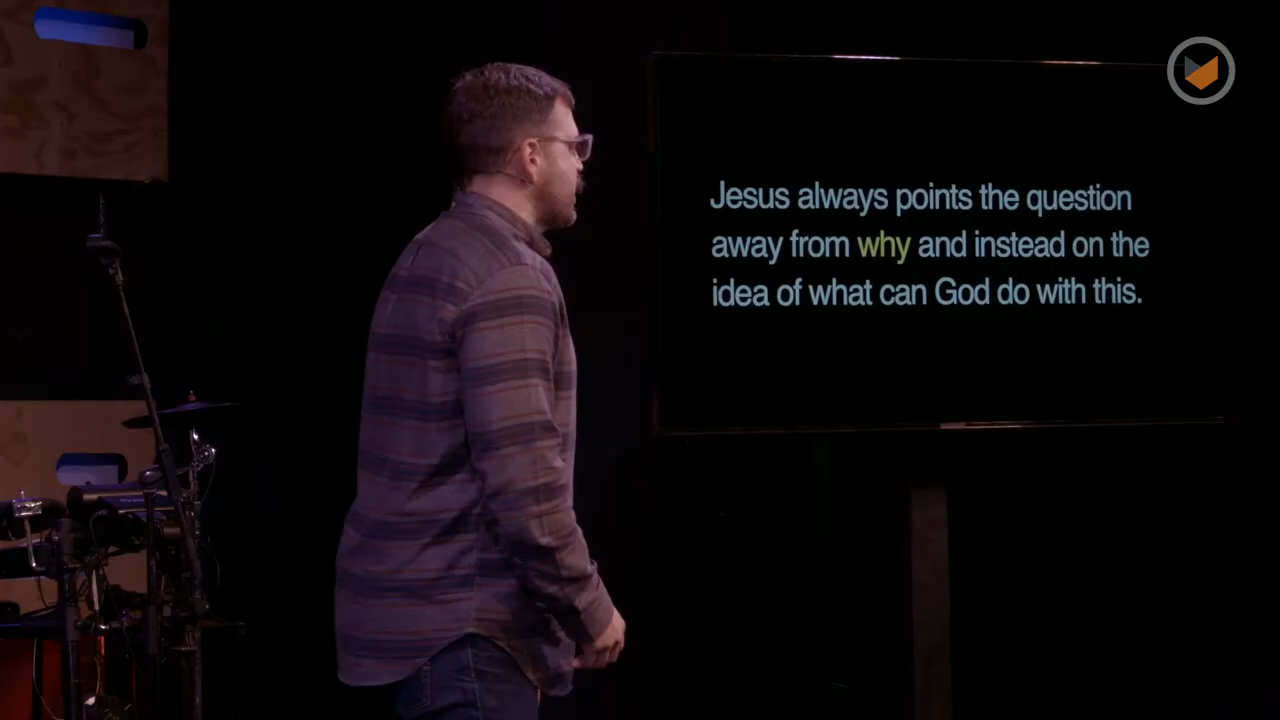 Jesus always points the question
away from why and instead on the
idea of what can God do with this.